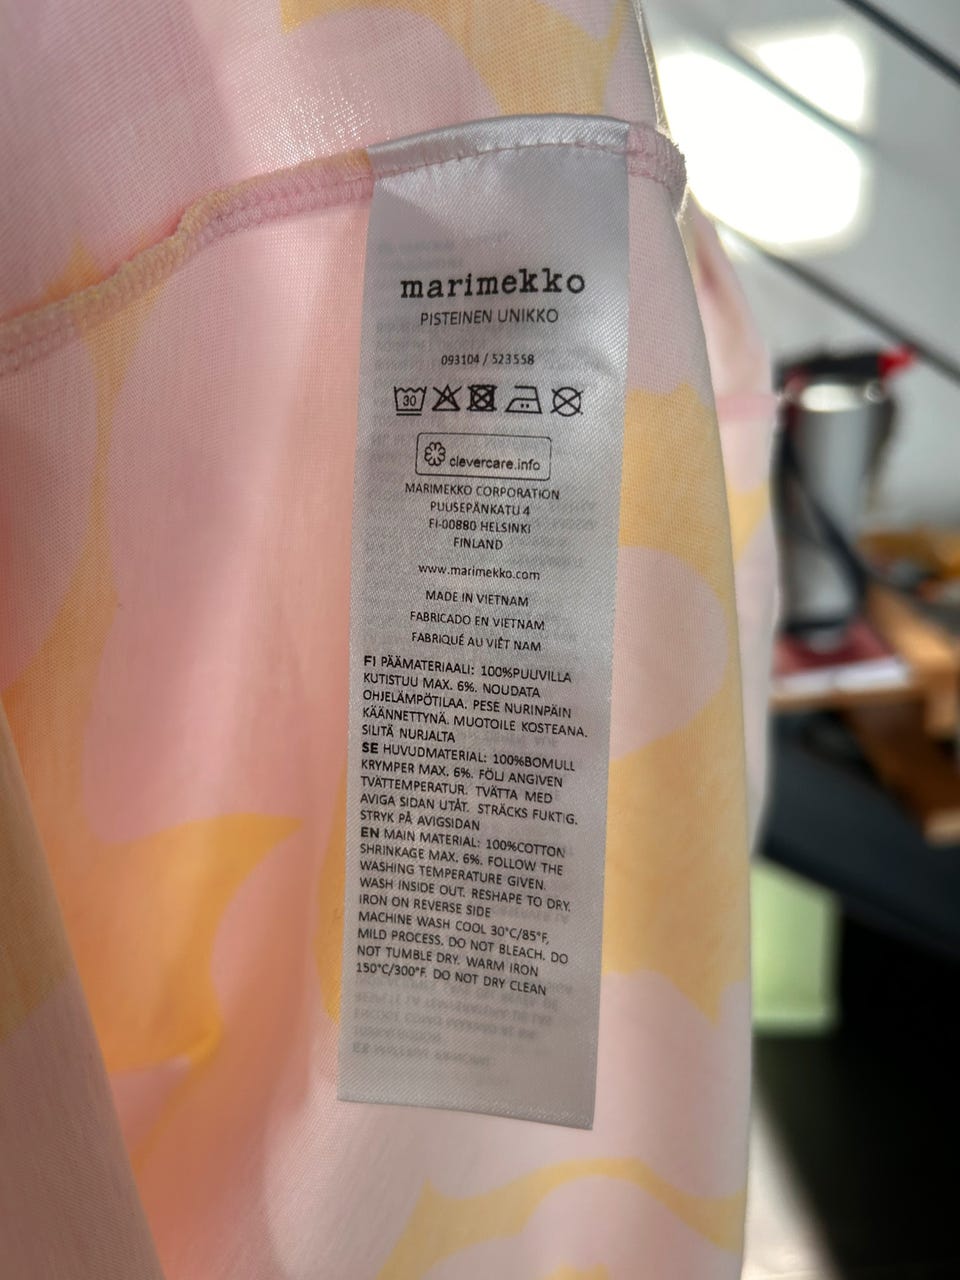 marimekko
PISTEINEN UNIKKO
093104 / 523558
30
clevercare.info
MARIMEKKO CORPORATION
PUUSEPÄNKATU 4
FI-00880 HELSINKI
FINLAND
www.marimekko.com
MADE IN VIETNAM
FABRICADO EN VIETNAM
FABRIQUÉ AU VIÊT NAM
FI PÄÄMATERIAALI: 100%PUUVILLA
KUTISTUU MAX. 6%. NOUDATA
OHJELÄMPÖTILAA. PESE NURINPÄIN
KÄÄNNETTYNÄ. MUOTOILE KOSTEANA.
SILITÄ NURJALTA
SE HUVUDMATERIAL: 100%BOMULL
KRYMPER MAX. 6%. FÖLJ ANGIVEN
TVÄTTEMPERATUR. TVÄTTA MED
AVIGA SIDAN UTÅT. STRÄCKS FUKTIG.
STRYK PÅ AVIGSIDAN
EN MAIN MATERIAL: 100%COTTON
SHRINKAGE MAX. 6%. FOLLOW THE
WASHING TEMPERATURE GIVEN.
WASH INSIDE OUT. RESHAPE TO DRY.
IRON ON REVERSE SIDE
MACHINE WASH COOL 30°C/85°F,
MILD PROCESS. DO NOT BLEACH. DO
NOT TUMBLE DRY. WARM IRON
150°C/300°F. DO NOT DRY CLEAN